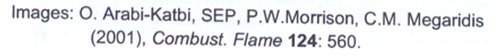 Images: O. Arabi-Katbi, SEP, P.W.Morrison, C.M. Megaridis
(2001), Combust. Flame 124: 560.